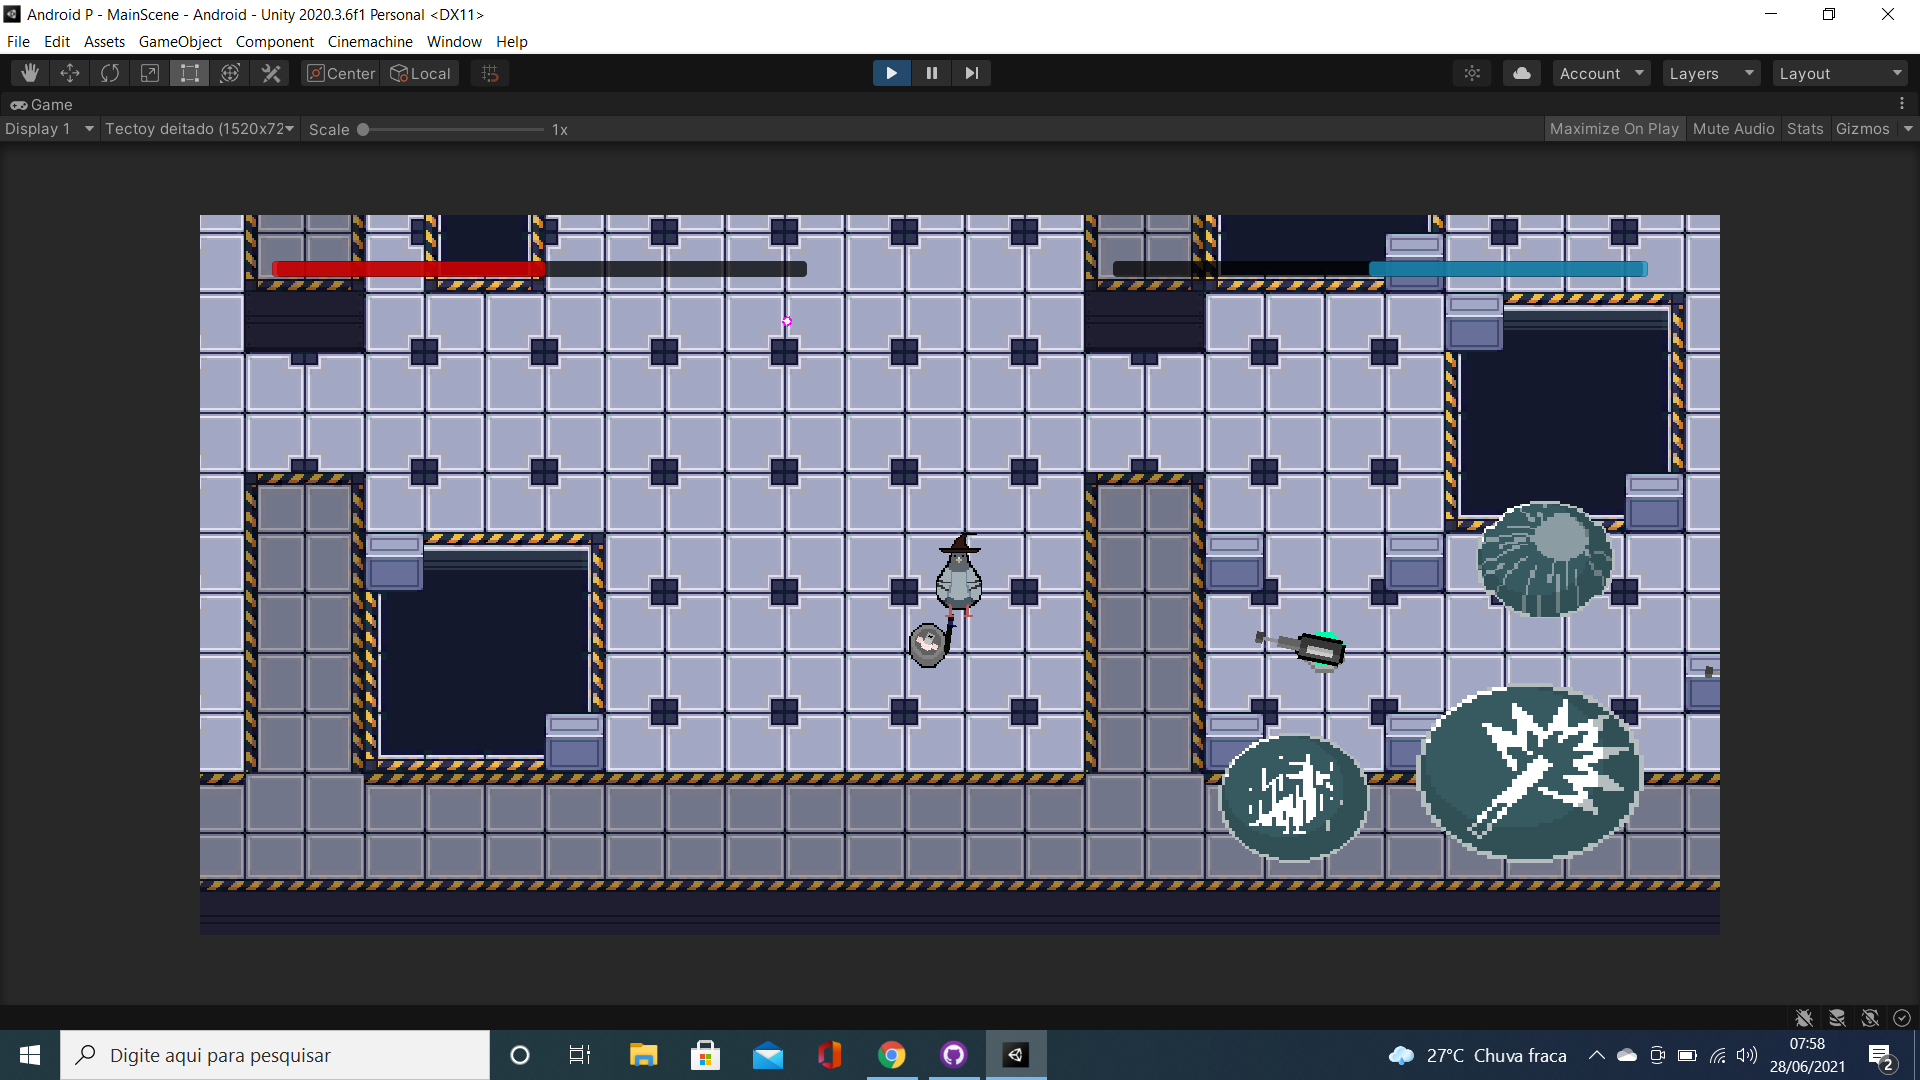 Android P - MainScene - Android - Unity 2020.3.6f1 Personal <DX11>
File Edit Assets GameObject Component Cinemachine Window Help
Center Local Account Layers Layout
Game
Display 1 Tectoy deitado (1520x72 Scale 1x Maximize On Play Mute Audio Stats Gizmos
Digite aqui para pesquisar
27°C Chuva fraca
07:58
28/06/2021
2